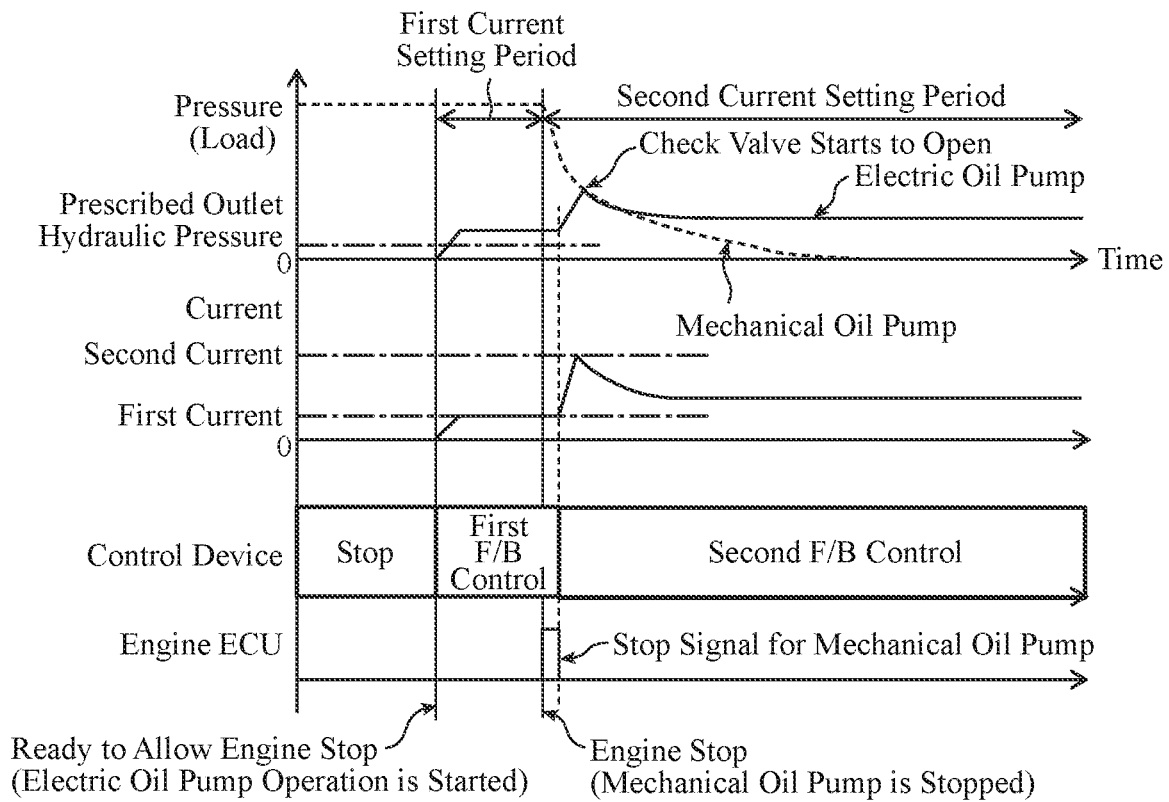 First Current
Setting Period
Pressure
(Load)
Second Current Setting Period
Check Valve Starts to Open
Electric Oil Pump
Prescribed Outlet
Hydraulic Pressure
0
Time
Current
Mechanical Oil Pump
Second Current
First Current
0
Control Device
Stop
First
F/B
Control
Second F/B Control
Engine ECU
Stop Signal for Mechanical Oil Pump
Ready to Allow Engine Stop
(Electric Oil Pump Operation is Started)
Engine Stop
(Mechanical Oil Pump is Stopped)